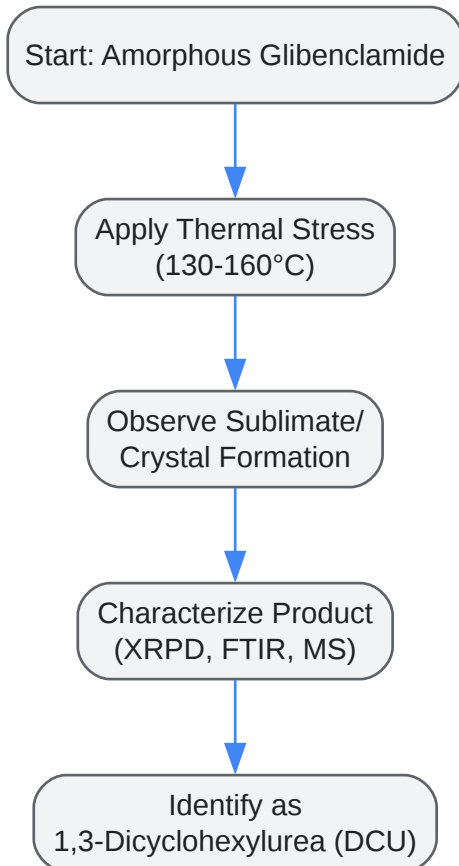 Start: Amorphous Glibenclamide
Apply Thermal Stress
(130-160°C)
Observe Sublimate/
Crystal Formation
Characterize Product
(XRPD, FTIR, MS)
Identify as
1,3-Dicyclohexylurea (DCU)